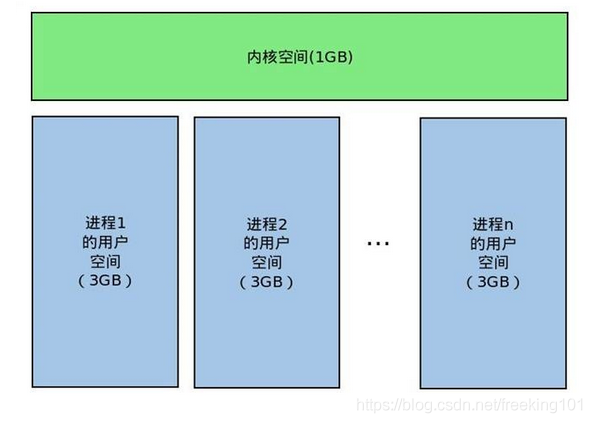 内核空间(1GB)
进程1
的用户
空间
（3GB）
进程2
的用户
空间
（3GB）
...
进程n
的用户
空间
（3GB）
https://blog.csdn.net/freeking101